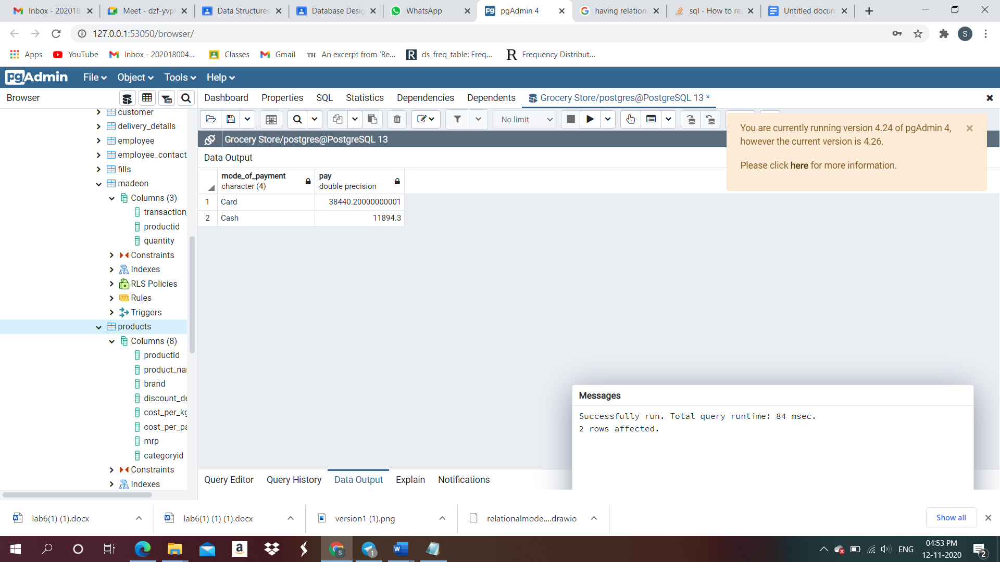 Inbox - 202018
Meet - dzf-yvp
Data Structures
Database Desig
WhatsApp
pgAdmin 4
having relation
sql - How to re
Untitled docum
127.0.0.1:53050/browser/
S
Apps
YouTube
Inbox - 202018004...
Classes
Gmail
TH An excerpt from 'Be...
R ds_freq_table: Freq...
R Frequency Distribut...
pgAdmin
File
Object
Tools
Help
Browser
Dashboard
Properties
SQL
Statistics
Dependencies
Dependents
Grocery Store/postgres@PostgreSQL 13 *
customer
delivery_details
employee
employee_contact
fills
madeon
Columns (3)
transaction_
productid
quantity
Constraints
Indexes
RLS Policies
Rules
Triggers
products
Columns (8)
productid
product_na
brand
discount_de
cost_per_kg
cost_per_pa
mrp
categoryid
Constraints
Indexes
No limit
Grocery Store/postgres@PostgreSQL 13
Data Output
mode_of_payment
character (4)
pay
double precision
1 Card 38440.20000000001
2 Cash 11894.3
You are currently running version 4.24 of pgAdmin 4,
however the current version is 4.26.
Please click here for more information.
Messages
Successfully run. Total query runtime: 84 msec.
2 rows affected.
Query Editor
Query History
Data Output
Explain
Notifications
lab6(1) (1).docx
lab6(1) (1) (1).docx
version1 (1).png
relationalmode....drawio
Show all
ENG
04:53 PM
12-11-2020
2